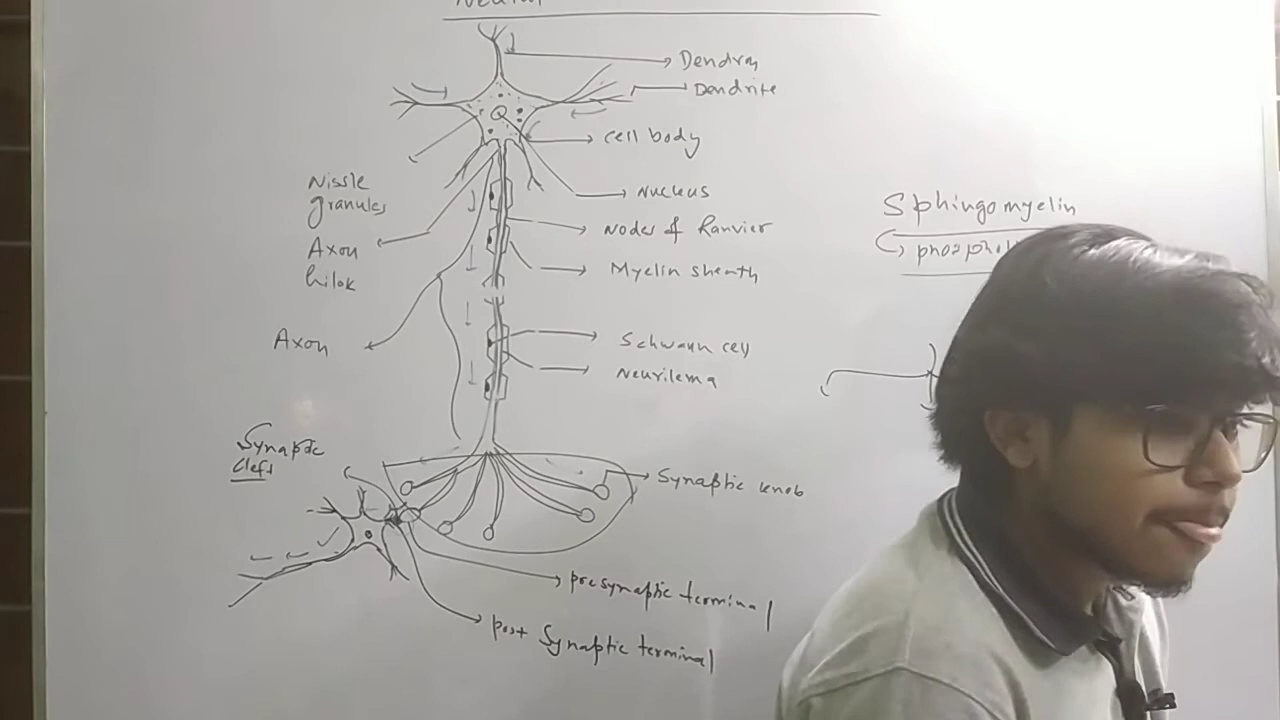 Dendron
Dendrite
Cell body
Nissle
granules
Nucleus
Axon
hilok
Nodes of Ranvier
Myelin sheath
Axon
Schwann cell
Neurilema
Synaptic
cleft
Synaptic knob
presynaptic terminal
post synaptic terminal
Sphingomyelin